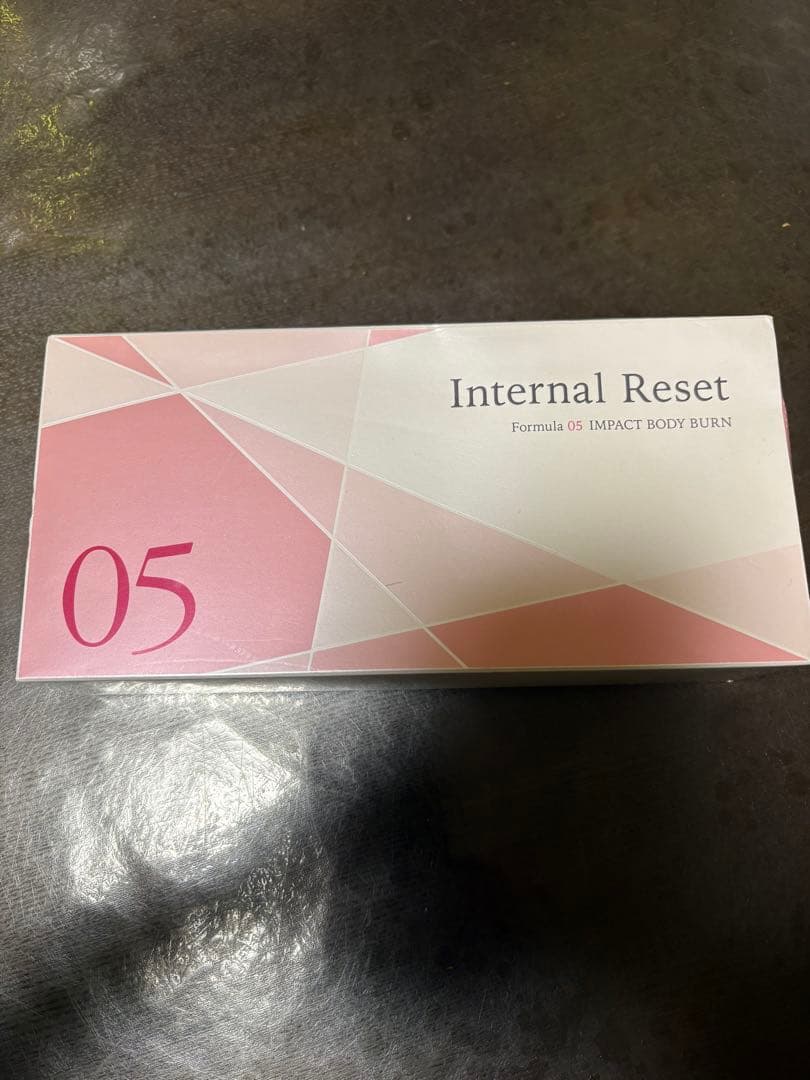 Internal Reset
Formula 05 IMPACT BODY BURN
05